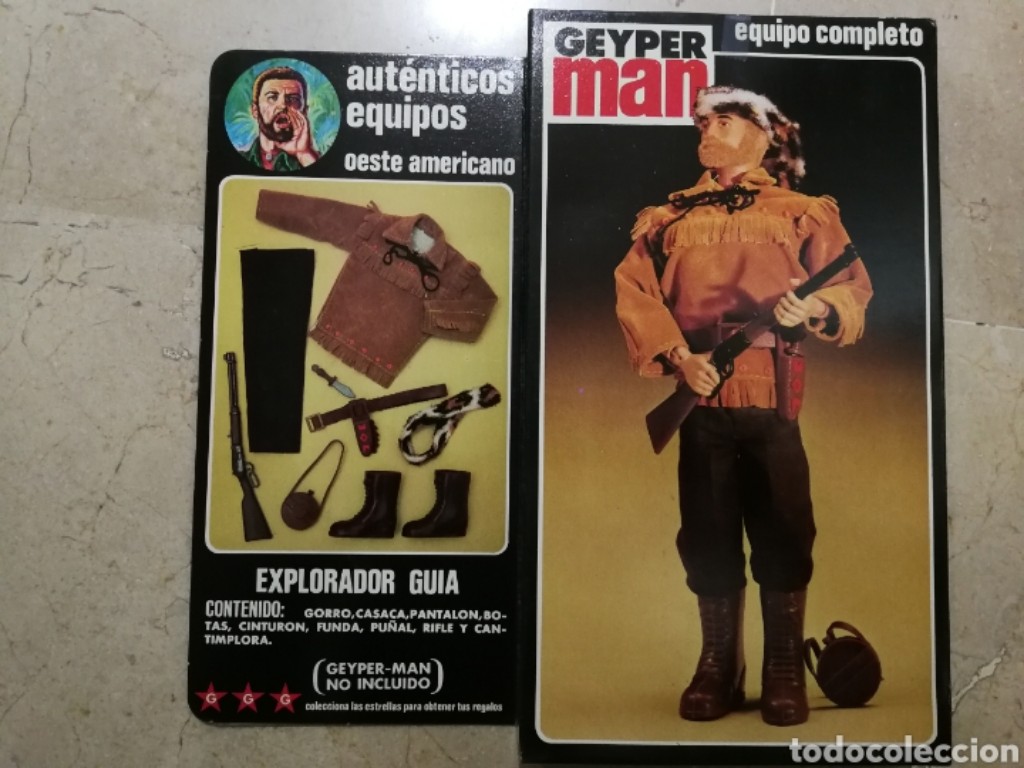 auténticos
equipos
oeste americano
EXPLORADOR GUIA
CONTENIDO: GORRO, CASACA, PANTALON, BO-
TAS, CINTURON, FUNDA, PUÑAL, RIFLE Y CAN-
TIMPLORA.
(GEYPER-MAN
NO INCLUIDO)
G G G
colecciona las estrellas para obtener tus regalos
GEYPER
man
equipo completo
todocoleccion